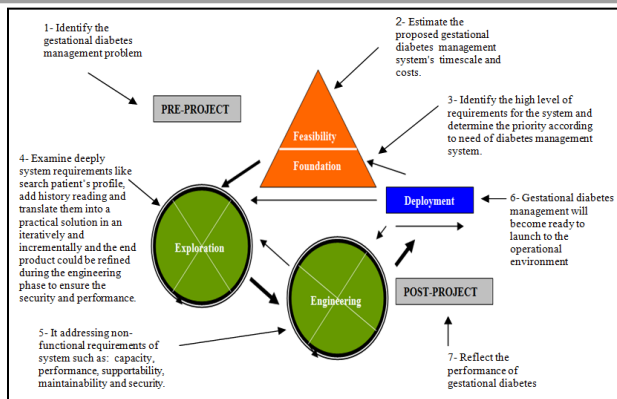 1- Identify the
gestational diabetes
management problem
2- Estimate the
proposed gestational
diabetes management
system's timescale and
costs.
PRE-PROJECT
3- Identify the high level of
requirements for the system and
determine the priority according
to need of diabetes management
system.
Feasibility
Foundation
4- Examine deeply
system requirements like
search patient's profile,
add history reading and
translate them into a
practical solution in an
iteratively and
incrementally and the end
product could be refined
during the engineering
phase to ensure the
security and performance.
Deployment
6- Gestational diabetes
management will
become ready to
launch to the
operational
environment
Exploration
Engineering
POST-PROJECT
5- It addressing non-
functional requirements of
system such as: capacity,
performance, supportability,
maintainability and security.
7- Reflect the
performance of
gestational diabetes